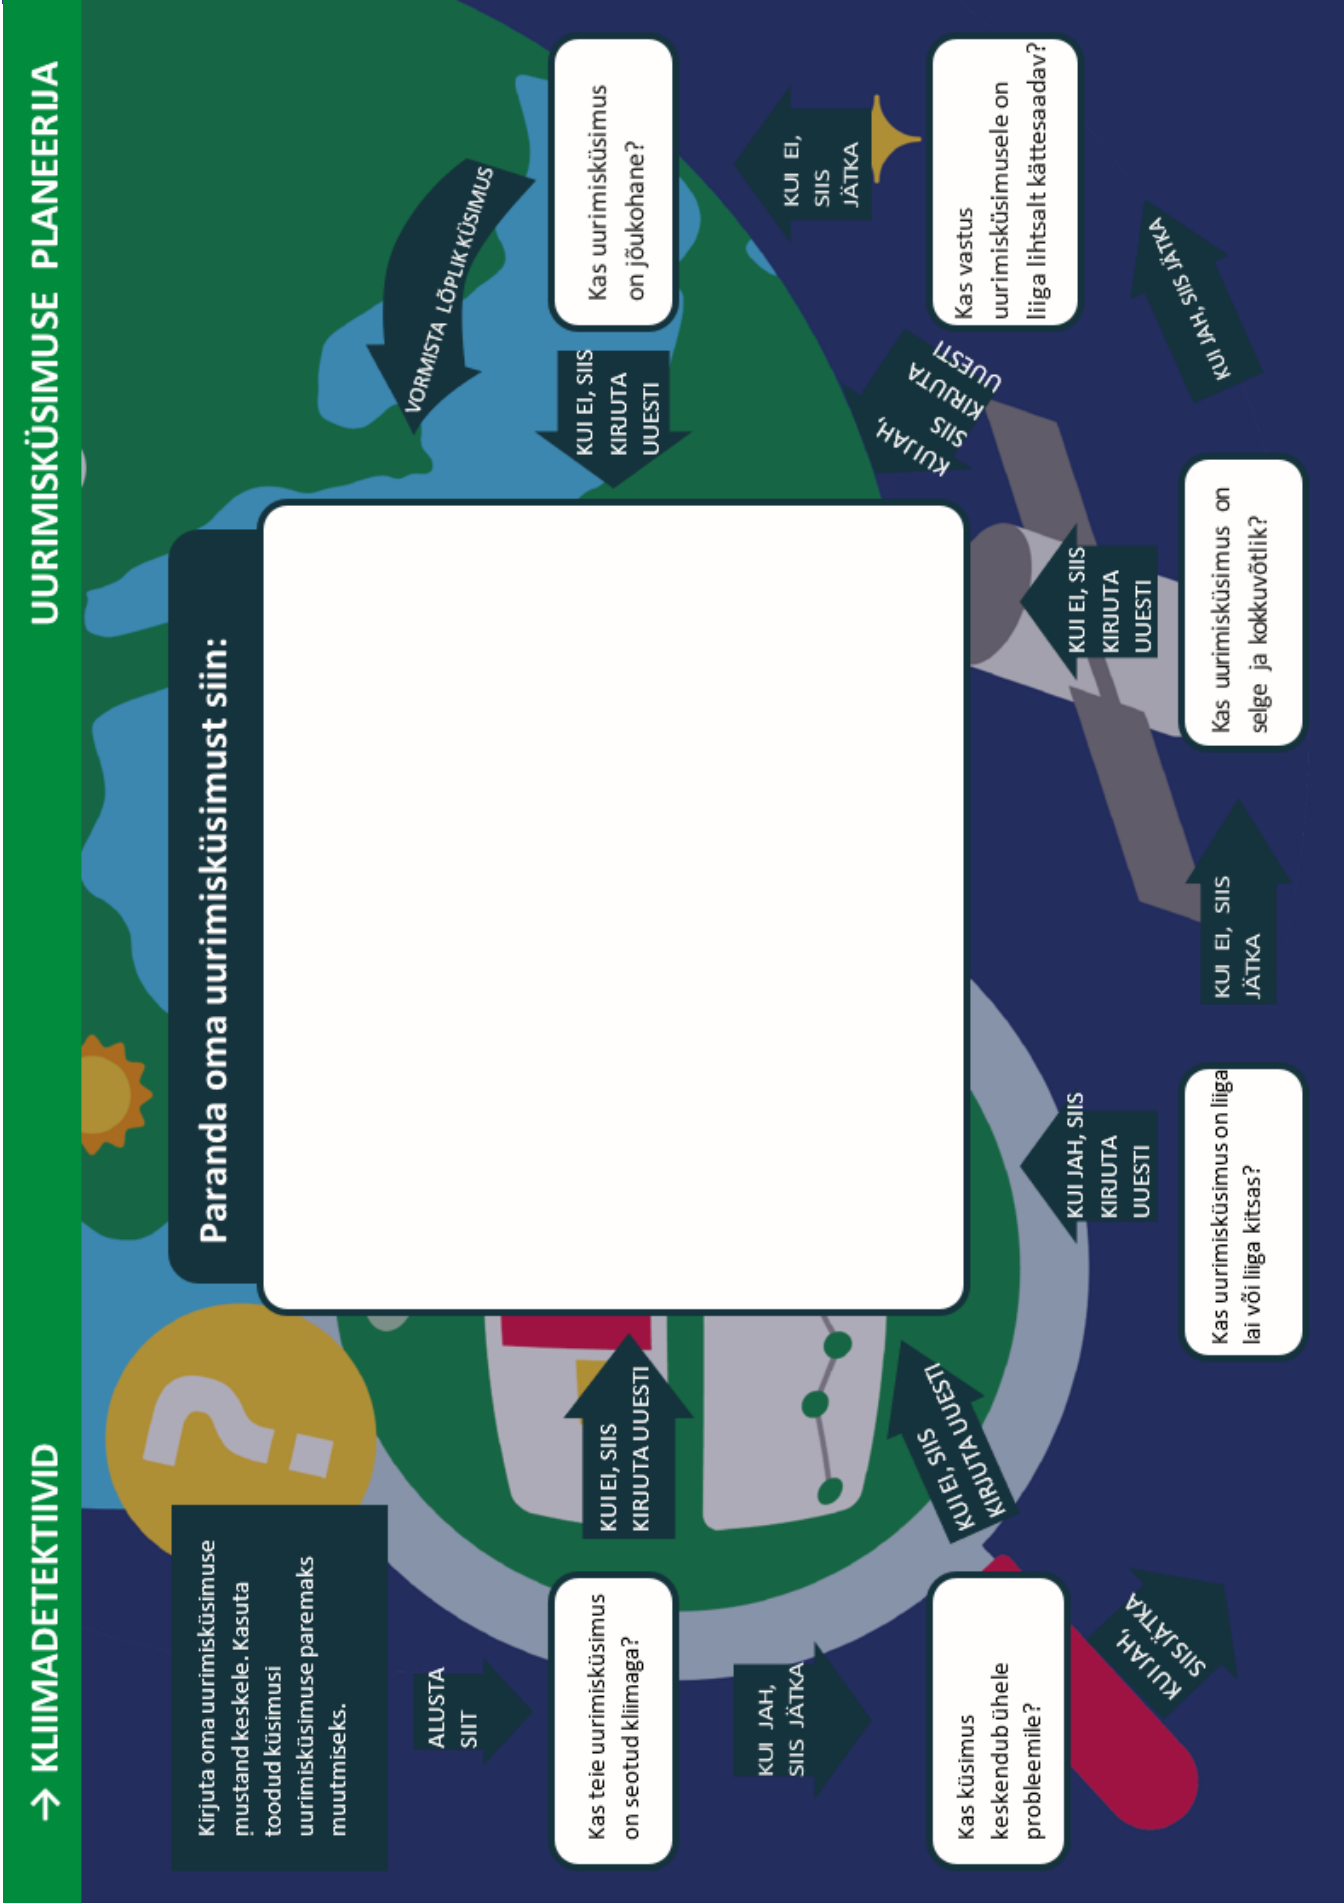 → KLIIMADETEKTIIVID
UURIMISKÜSIMUSE PLANEERIJA
Kirjuta oma uurimisküsimuse
mustand keskele. Kasuta
toodud küsimusi
uurimisküsimuse paremaks
muutmiseks.
Paranda oma uurimisküsimust siin:
ALUSTA
SIIT
Kas teie uurimisküsimus
on seotud kliimaga?
KUI EI, SIIS
KIRJUTA UUESTI
KUI JAH,
SIIS JÄTKA
Kas küsimus
keskendub ühele
probleemile?
KUI EI, SIIS
KIRJUTA UUESTI
KUI JAH,
SIIS JÄTKA
Kas uurimisküsimus on liiga
lai või liiga kitsas?
KUI JAH, SIIS
KIRJUTA
UUESTI
KUI EI, SIIS
JÄTKA
Kas uurimisküsimus on
selge ja kokkuvõtlik?
KUI EI, SIIS
KIRJUTA
UUESTI
KUI JAH, SIIS JÄTKA
Kas vastus
uurimisküsimusele on
liiga lihtsalt kättesaadav?
KUI JAH,
SIIS
KIRJUTA
UUESTI
KUI EI,
SIIS
JÄTKA
Kas uurimisküsimus
on jõukohane?
KUI EI, SIIS
KIRJUTA
UUESTI
VORMISTA LÕPLIK KÜSIMUS